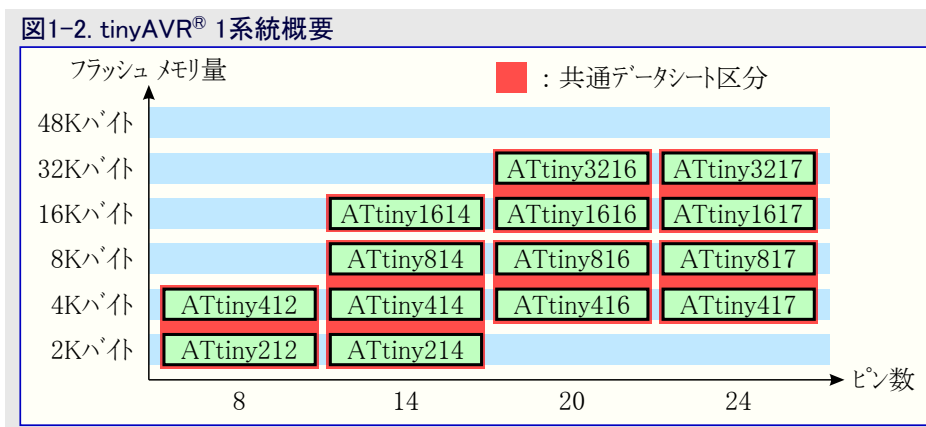 図1-2. tinyAVR® 1系統概要
フラッシュ メモリ量
：共通データシート区分
48Kバイト
32Kバイト ATtiny3216 ATtiny3217
16Kバイト ATtiny1614 ATtiny1616 ATtiny1617
8Kバイト ATtiny814 ATtiny816 ATtiny817
4Kバイト ATtiny412 ATtiny414 ATtiny416 ATtiny417
2Kバイト ATtiny212 ATtiny214
ピン数
8 14 20 24